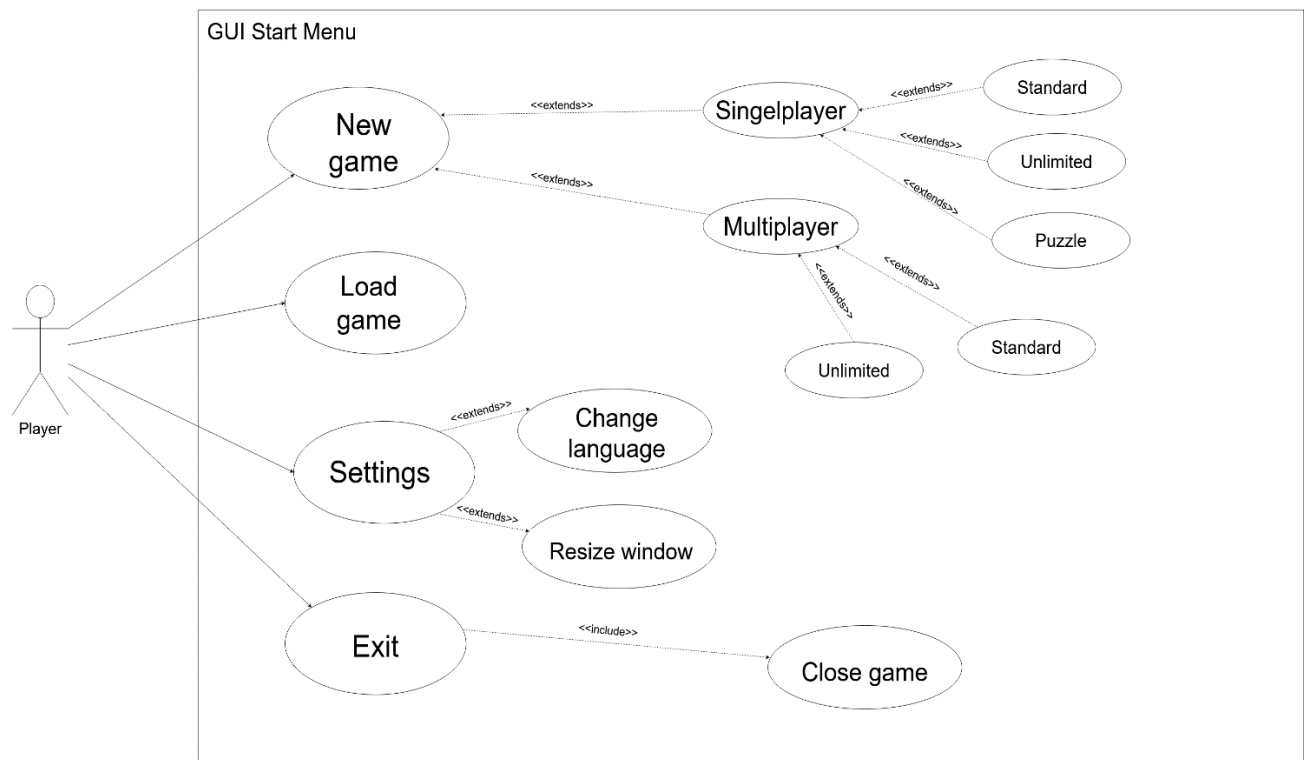 GUI Start Menu
New
game
<<extends>>
Singelplayer
<<extends>>
Standard
<<extends>>
Unlimited
<<extends>>
Puzzle
<<extends>>
Multiplayer
<<extends>>
Standard
<<extends>>
Unlimited
Load
game
Player
Settings
<<extends>>
Change
language
<<extends>>
Resize window
Exit
<<include>>
Close game